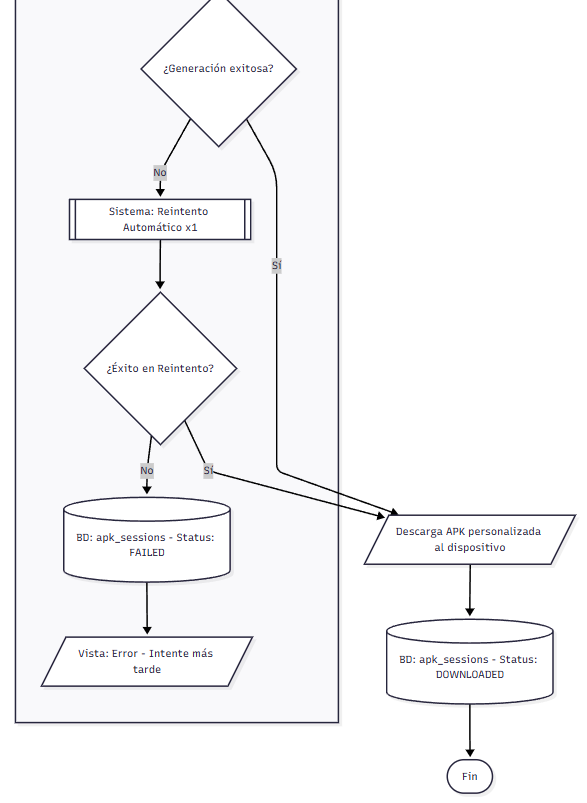 ¿Generación exitosa?
No
Sistema: Reintento
Automático x1
Sí
¿Éxito en Reintento?
No
Sí
BD: apk_sessions - Status:
FAILED
Descarga APK personalizada
al dispositivo
Vista: Error - Intente más
tarde
BD: apk_sessions - Status:
DOWNLOADED
Fin